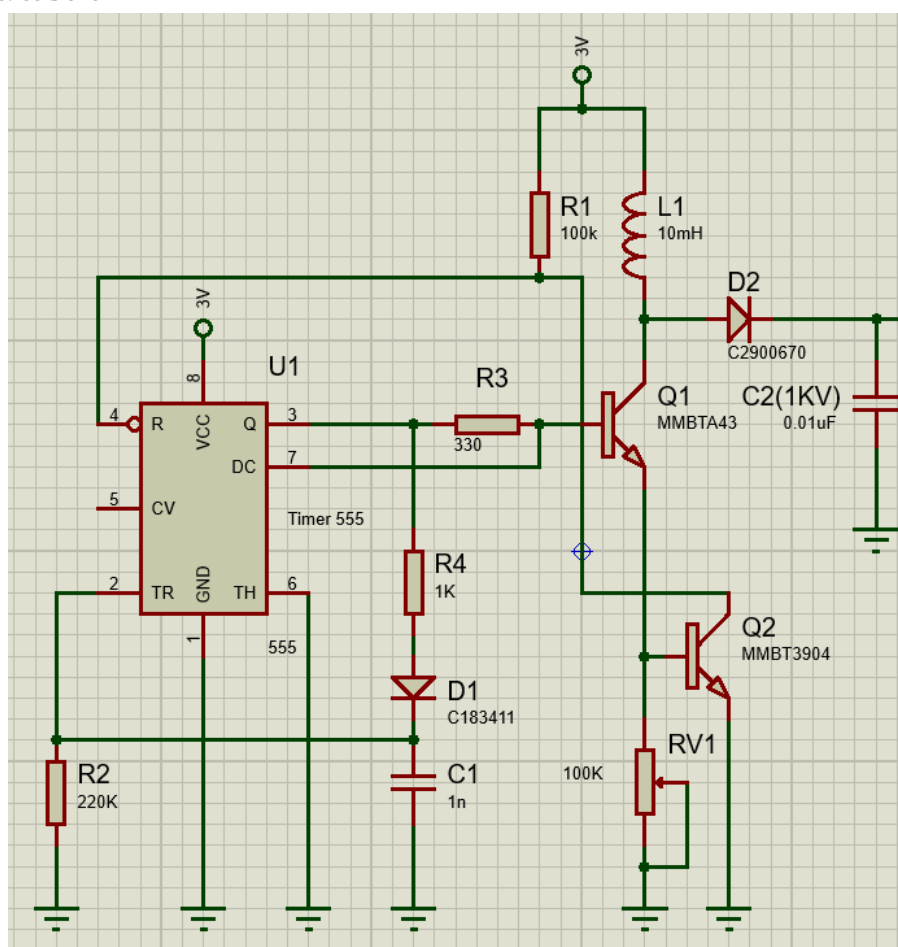 3V
R1
100k
L1
10mH
D2
C2900670
3V
U1
8
R3
4
R
VCC
Q
3
330
Q1
MMBTA43
C2(1KV)
0.01uF
DC
7
5
CV
Timer 555
R4
1K
2
TR
GND
TH
6
1
555
Q2
MMBT3904
D1
C183411
R2
220K
C1
1n
100K
RV1